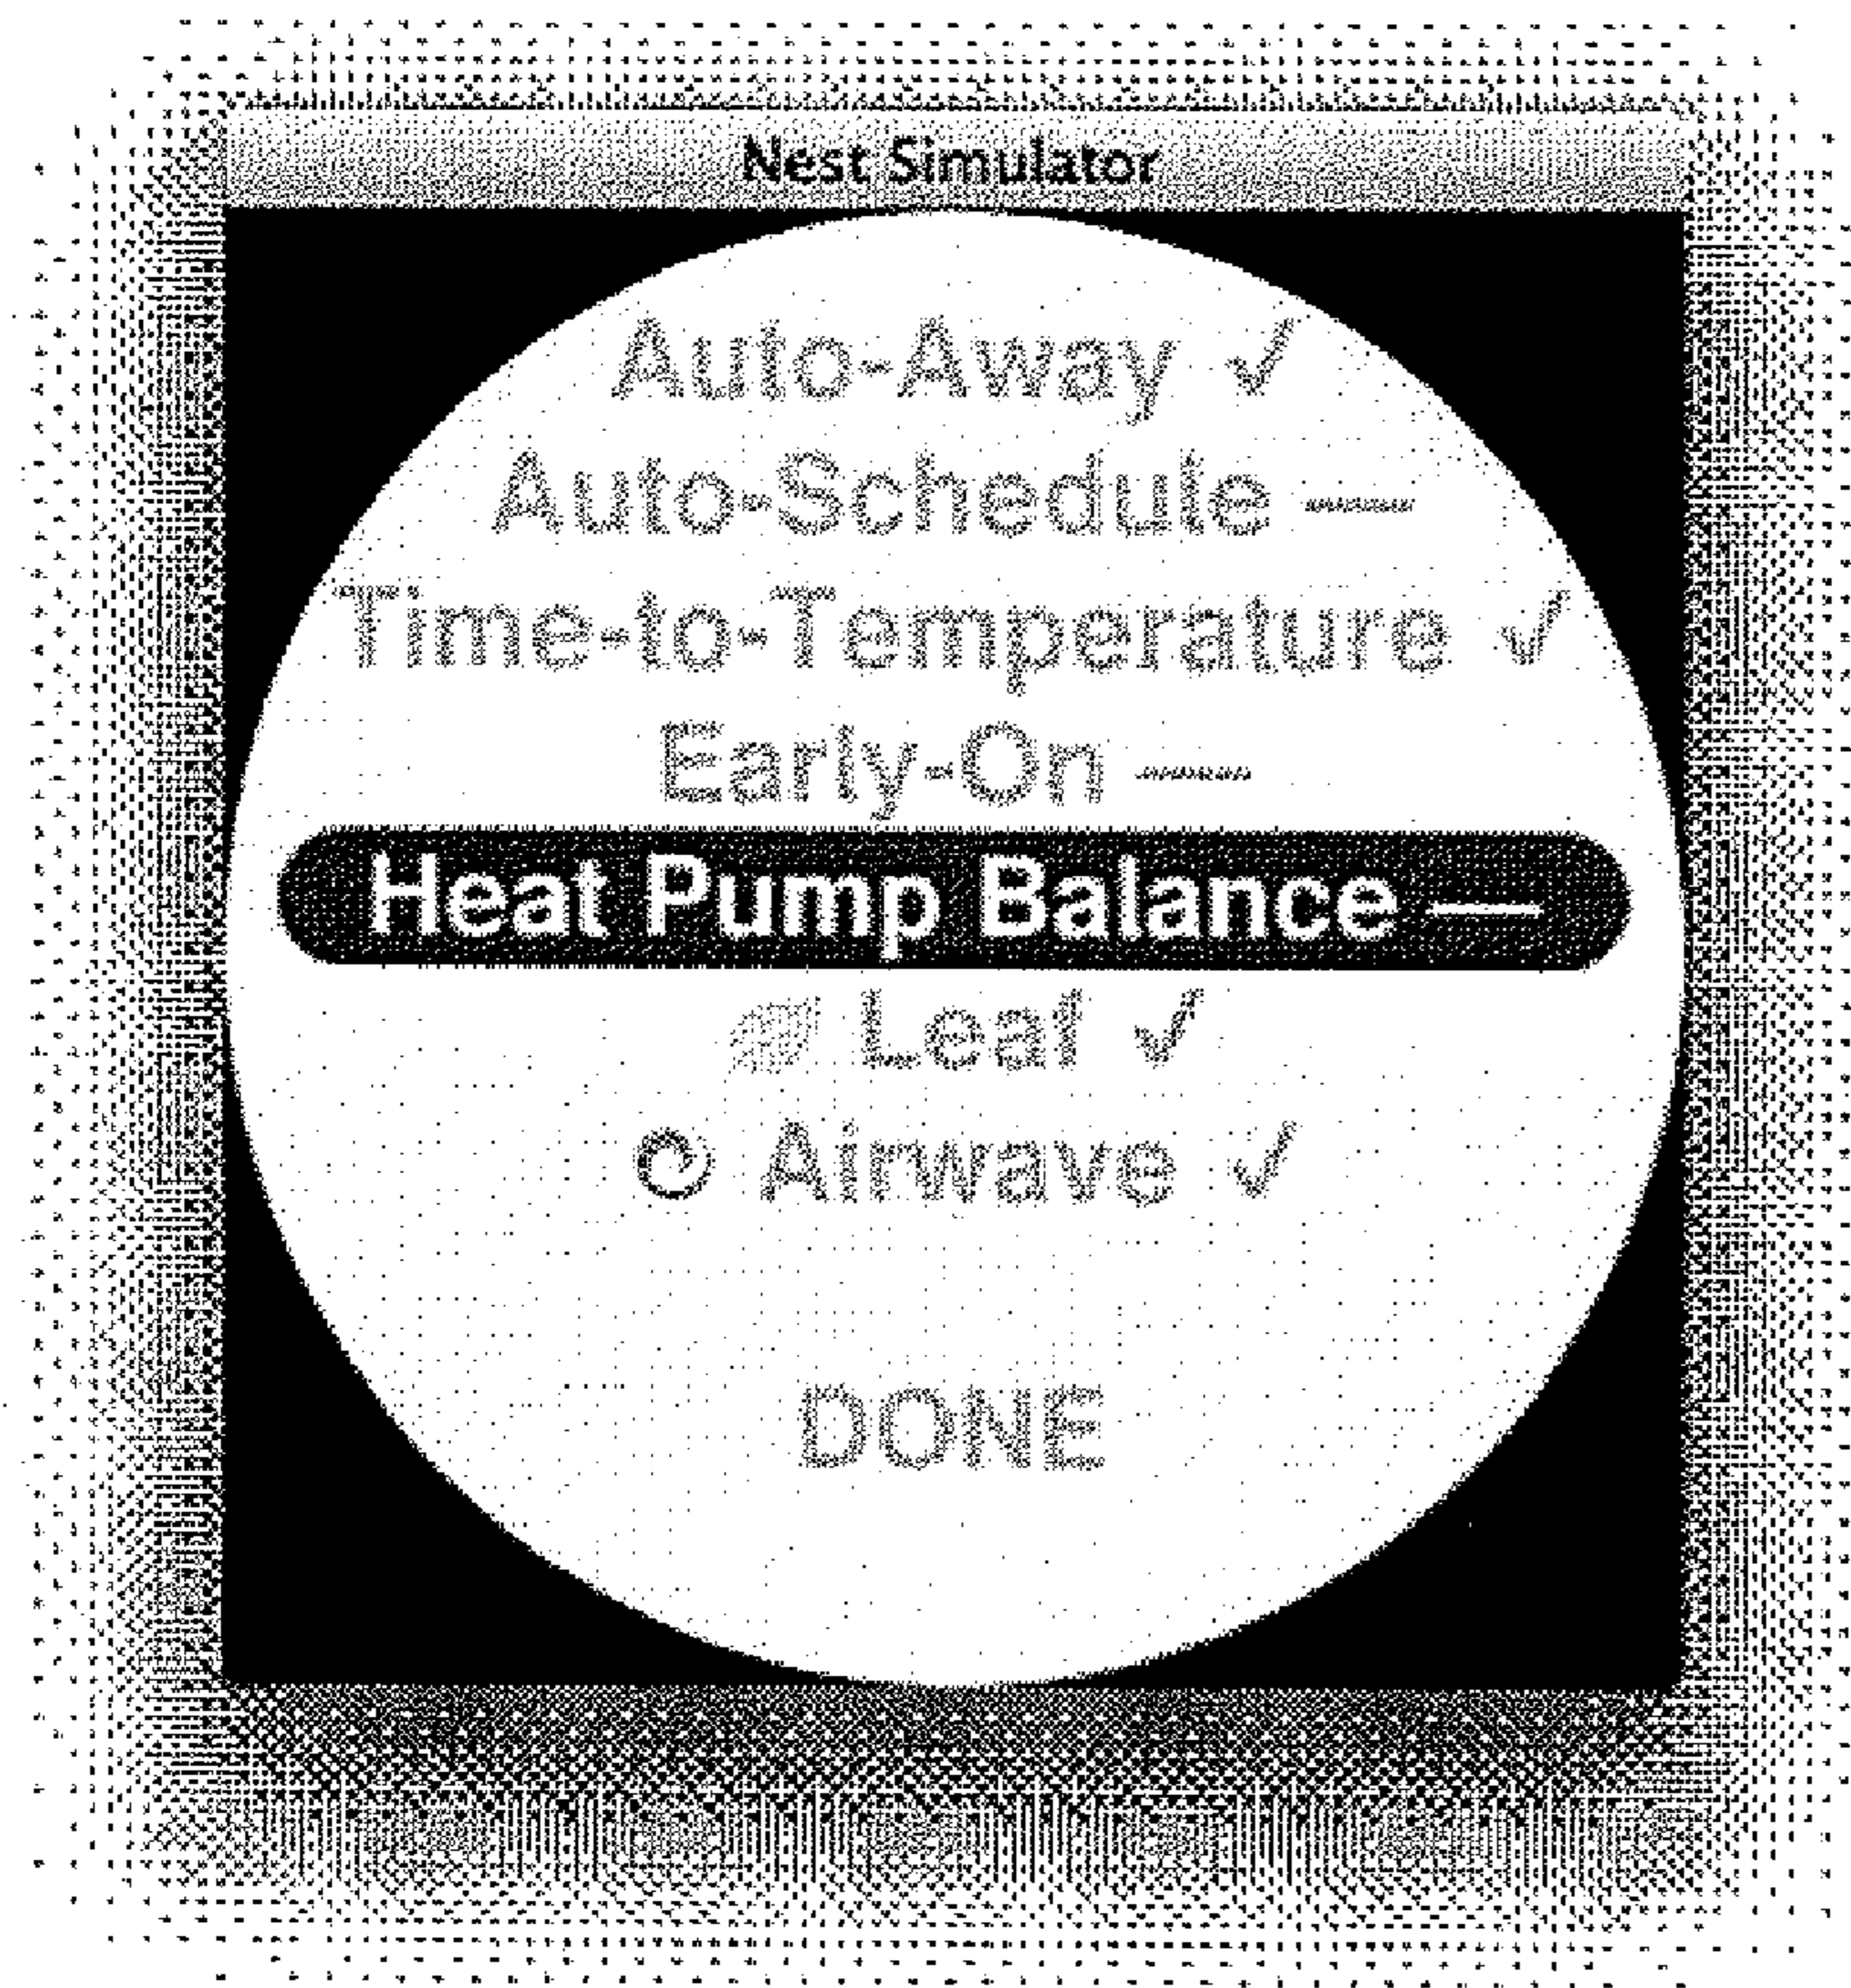 Nest Simulator
Auto-Away ✓
Auto-Schedule —
Time-to-Temperature ✓
Early-On —
Heat Pump Balance —
Leaf ✓
Airwave ✓
DONE